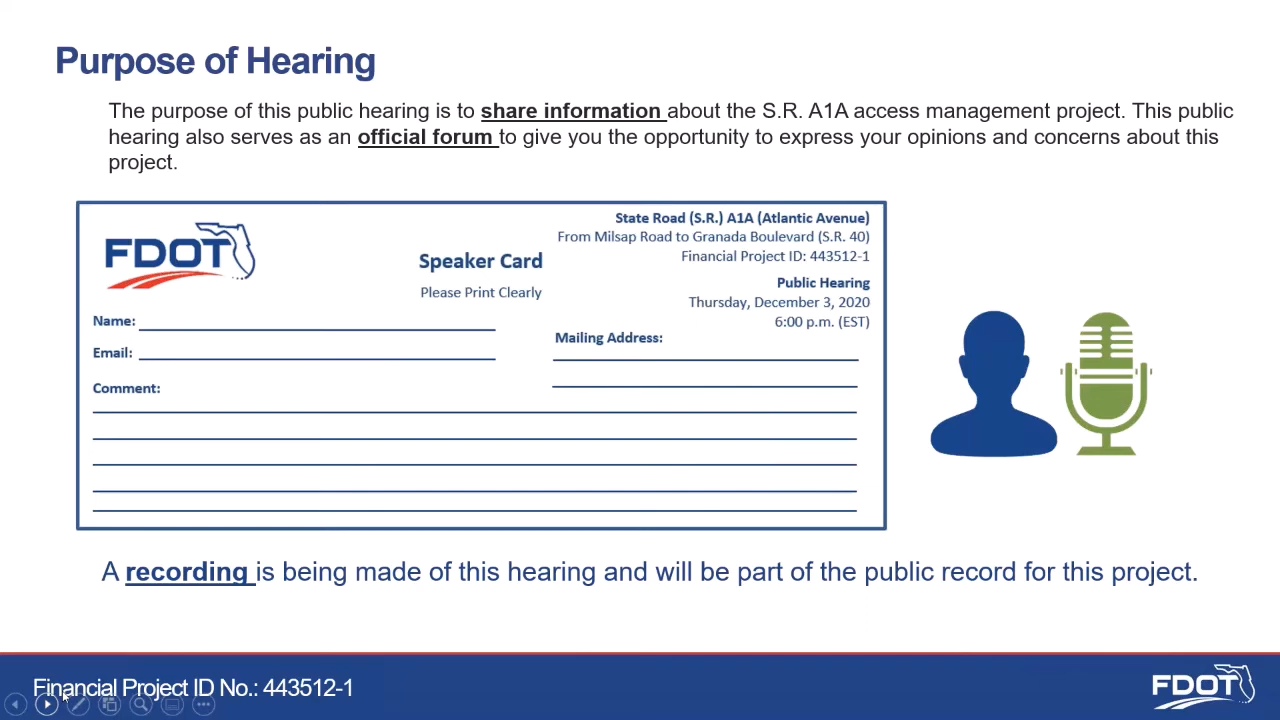 Purpose of Hearing
The purpose of this public hearing is to share information about the S.R. A1A access management project. This public
hearing also serves as an official forum to give you the opportunity to express your opinions and concerns about this
project.
FDOT
Speaker Card
Please Print Clearly
State Road (S.R.) A1A (Atlantic Avenue)
From Milsap Road to Granada Boulevard (S.R. 40)
Financial Project ID: 443512-1
Public Hearing
Thursday, December 3, 2020
6:00 p.m. (EST)
Name:
Email:
Mailing Address:
Comment:
A recording is being made of this hearing and will be part of the public record for this project.
Financial Project ID No.: 443512-1
FDOT